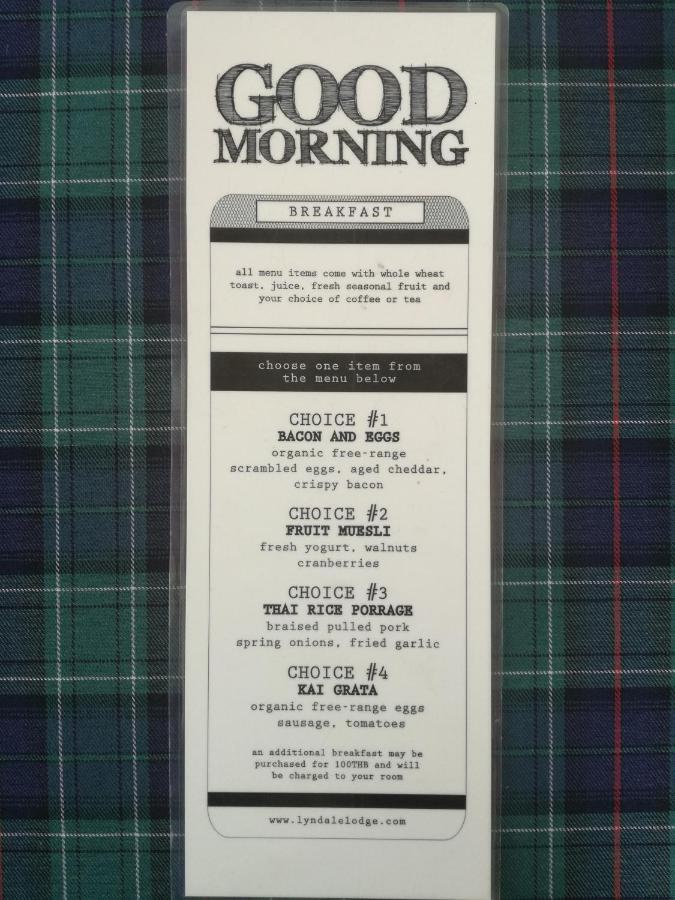 GOOD
MORNING
BREAKFAST
all menu items come with whole wheat
toast, juice, fresh seasonal fruit and
your choice of coffee or tea
choose one item from
the menu below
CHOICE #1
BACON AND EGGS
organic free-range
scrambled eggs, aged cheddar,
crispy bacon
CHOICE #2
FRUIT MUESLI
fresh yogurt, walnuts
cranberries
CHOICE #3
THAI RICE PORRAGE
braised pulled pork
spring onions, fried garlic
CHOICE #4
KAI GRATA
organic free-range eggs
sausage, tomatoes
an additional breakfast may be
purchased for 100THB and will
be charged to your room
www.lyndalelodge.com